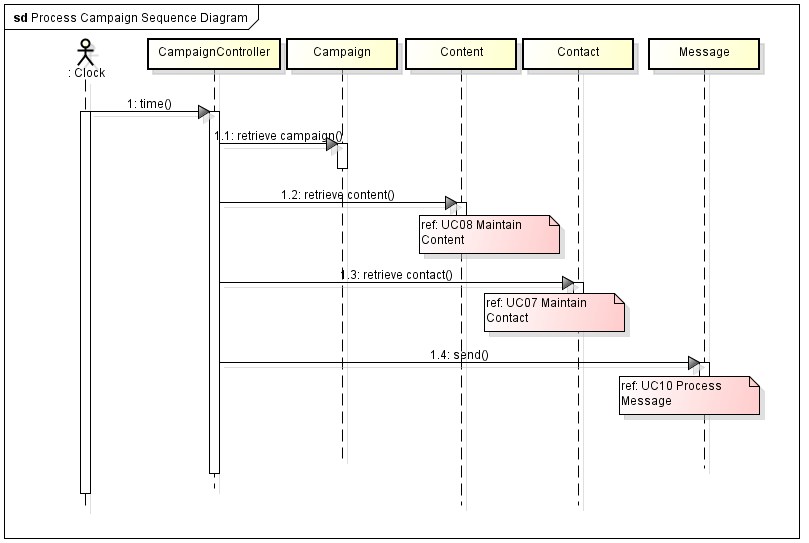 sd Process Campaign Sequence Diagram
: Clock
CampaignController
Campaign
Content
Contact
Message
1: time()
1.1: retrieve campaign()
1.2: retrieve content()
ref: UC08 Maintain
Content
1.3: retrieve contact()
ref: UC07 Maintain
Contact
1.4: send()
ref: UC10 Process
Message